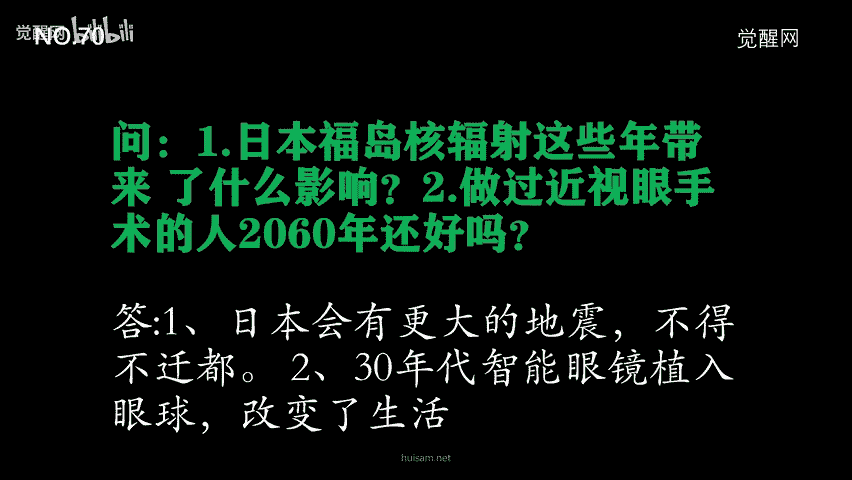 觉醒网 bilibili
NO.70
觉醒网
问：1.日本福岛核辐射这些年带
来 了什么影响？2.做过近视眼手
术的人2060年还好吗？
答:1、日本会有更大的地震，不得
不迁都。 2、30年代智能眼镜植入
眼球，改变了生活
huisam.net